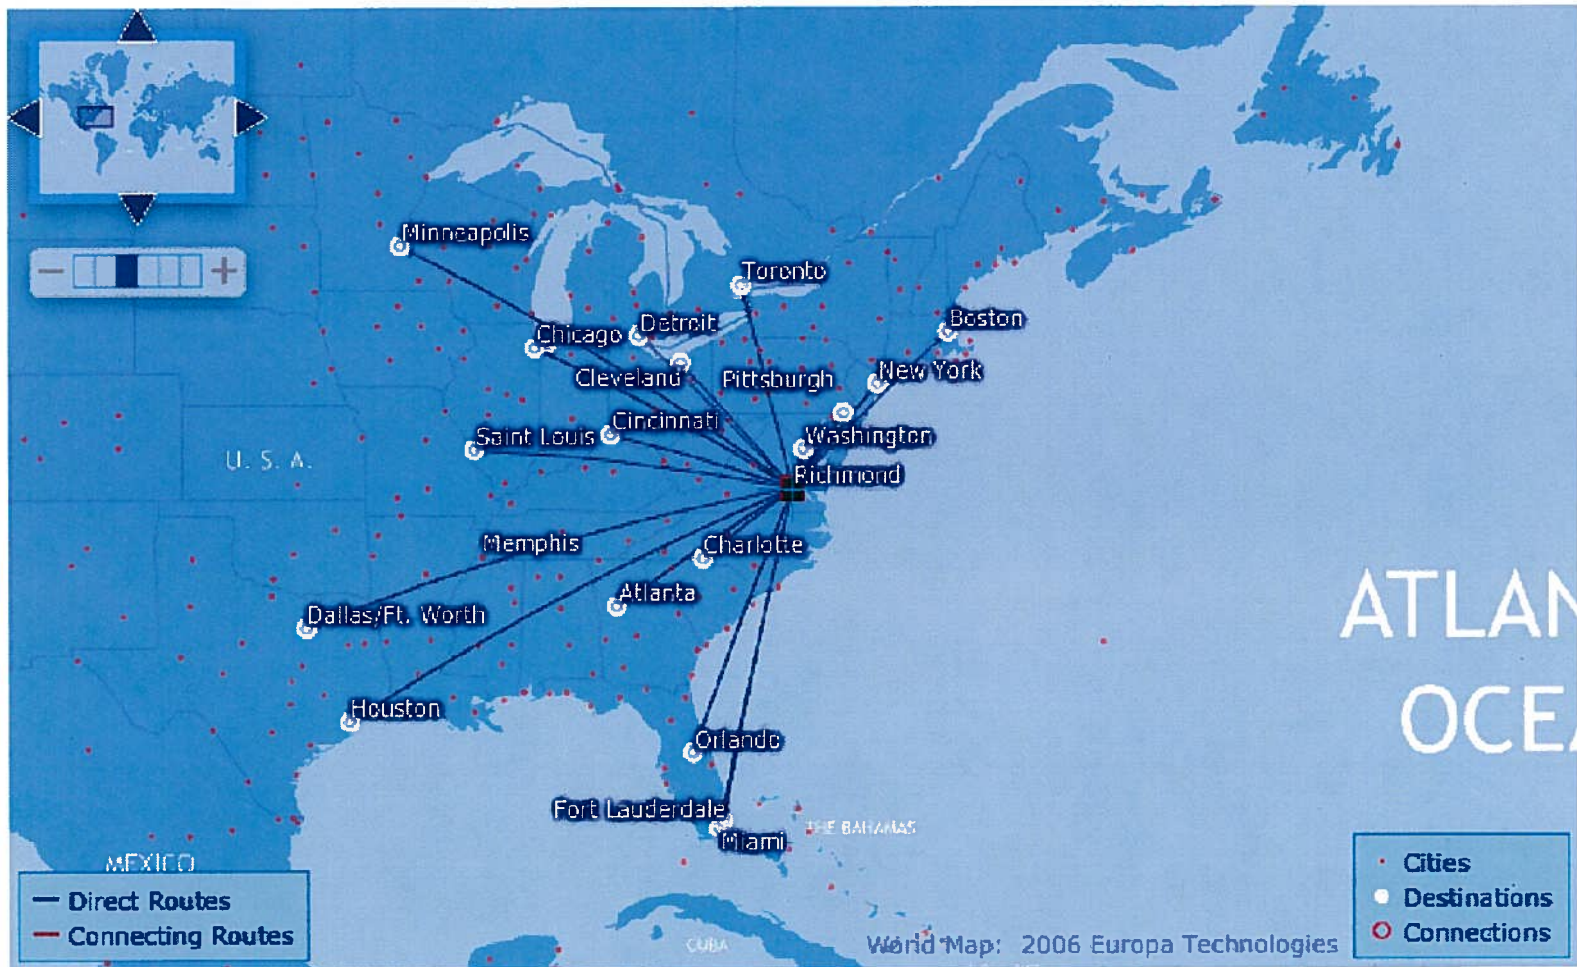 Minneapolis
Toronto
Boston
Detroit
Chicago
Cleveland
Pittsburgh
New York
Cincinnati
Saint Louis
Washington
U. S. A.
Richmond
Memphis
Charlotte
Atlanta
Dallas/Ft. Worth
ATLAN
OCEA
Houston
Orlando
Fort Lauderdale
THE BAHAMAS
Miami
MEXICO
Direct Routes
Connecting Routes
CUBA
World Map: 2006 Europa Technologies
Cities
Destinations
Connections